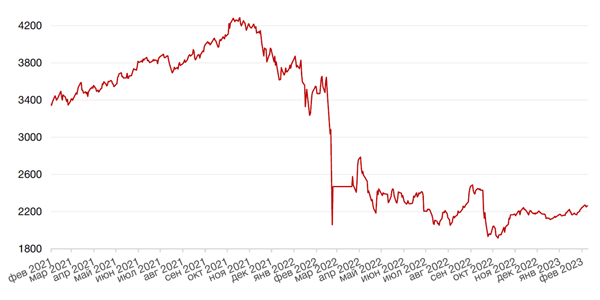 4200
3800
3400
3000
2600
2200
1800
фев 2021
мар 2021
апр 2021
май 2021
июн 2021
июл 2021
авг 2021
сен 2021
окт 2021
ноя 2021
дек 2021
янв 2022
фев 2022
мар 2022
апр 2022
май 2022
июн 2022
июл 2022
авг 2022
сен 2022
окт 2022
ноя 2022
дек 2022
янв 2023
фев 2023